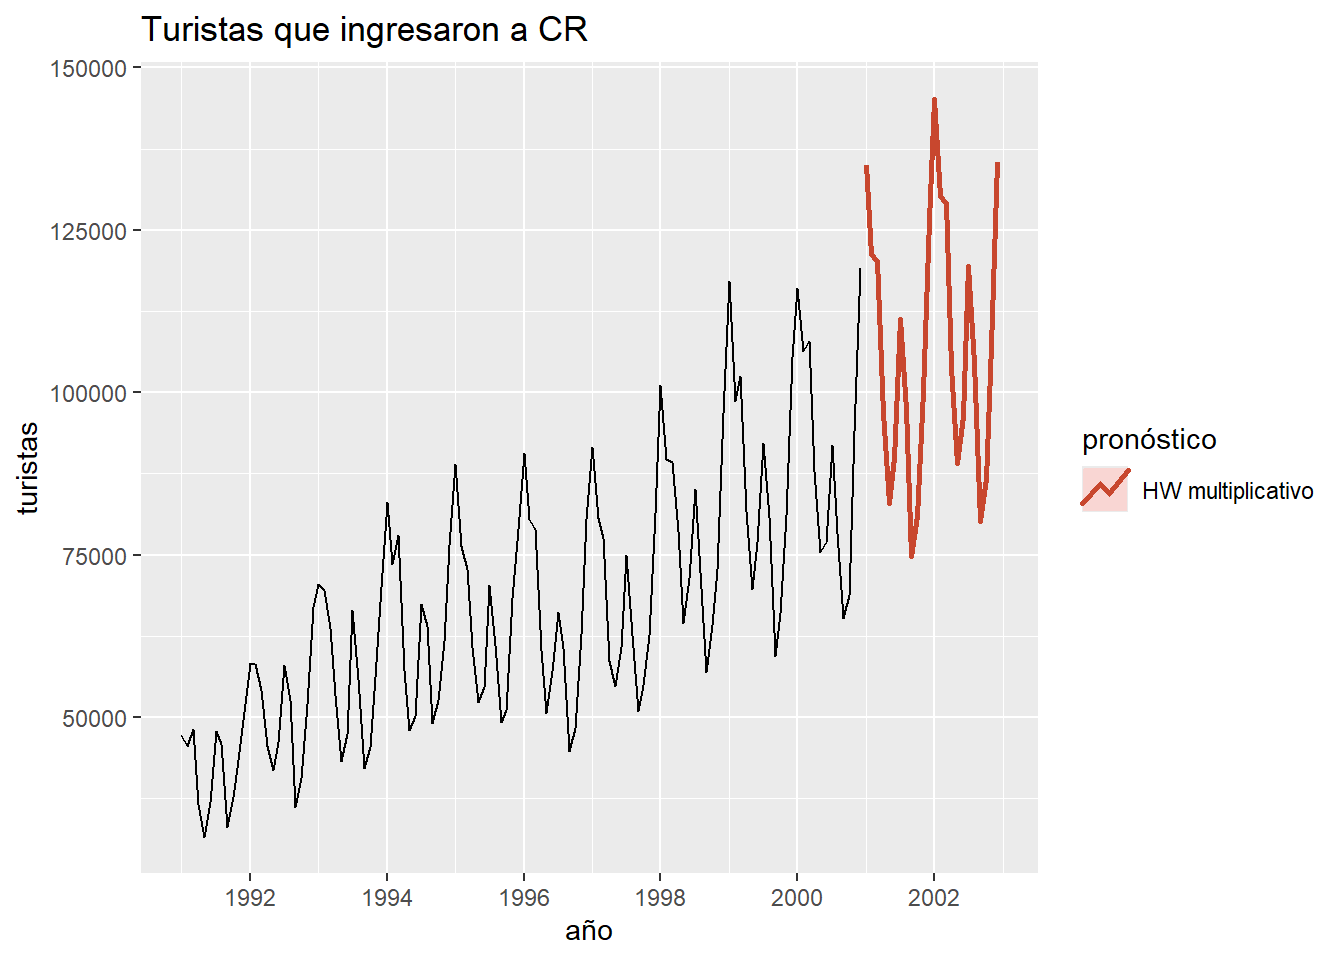 Turistas que ingresaron a CR
150000
125000
100000
75000
50000
turistas
1992 1994 1996 1998 2000 2002
año
pronóstico
HW multiplicativo